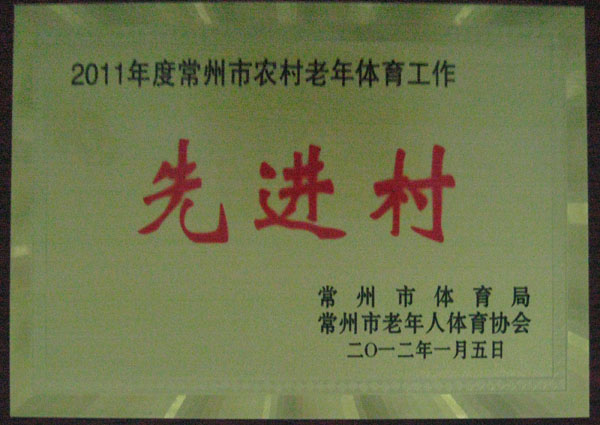 2011年度常州市农村老年体育工作
先进村
常州市体育局
常州市老年人体育协会
二〇一二年一月五日